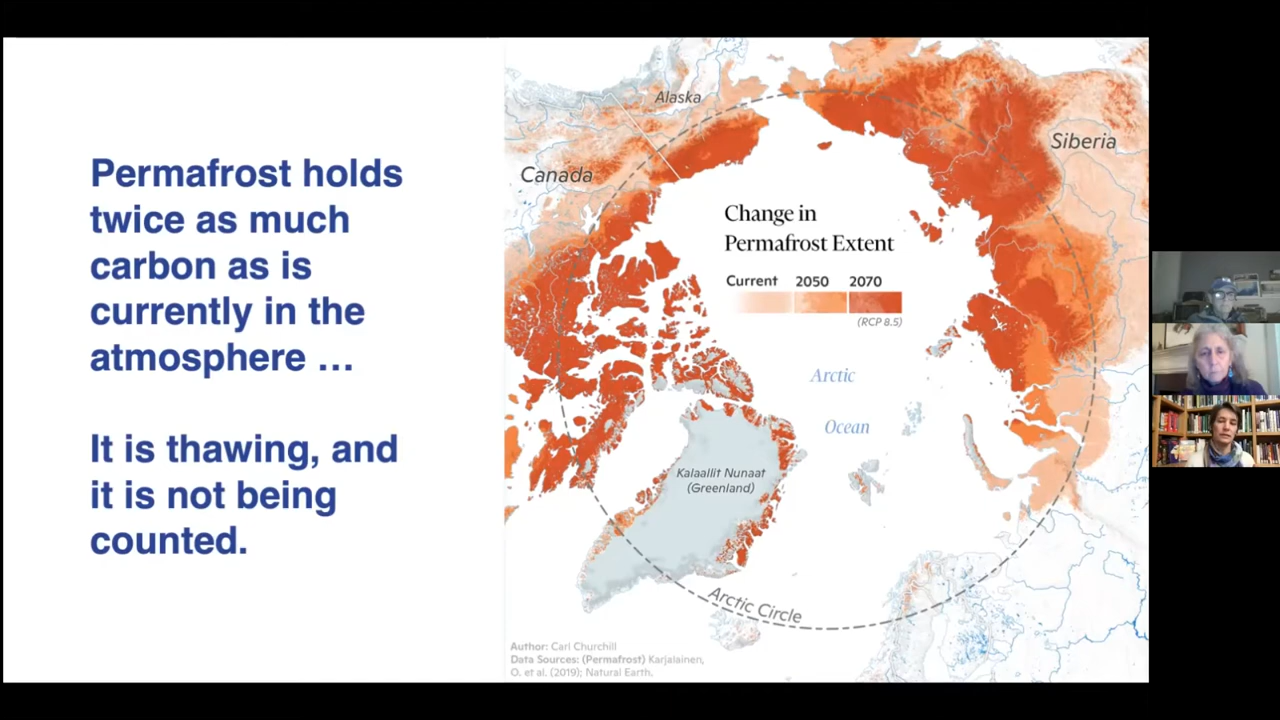 Permafrost holds
twice as much
carbon as is
currently in the
atmosphere …
It is thawing, and
it is not being
counted.
Alaska
Canada
Siberia
Change in
Permafrost Extent
Current 2050 2070
(RCP 8.5)
Arctic
Ocean
Kalaallit Nunaat
(Greenland)
Arctic Circle
Author: Carl Churchill
Data Sources: (Permafrost) Karjalainen,
O. et al. (2019); Natural Earth.